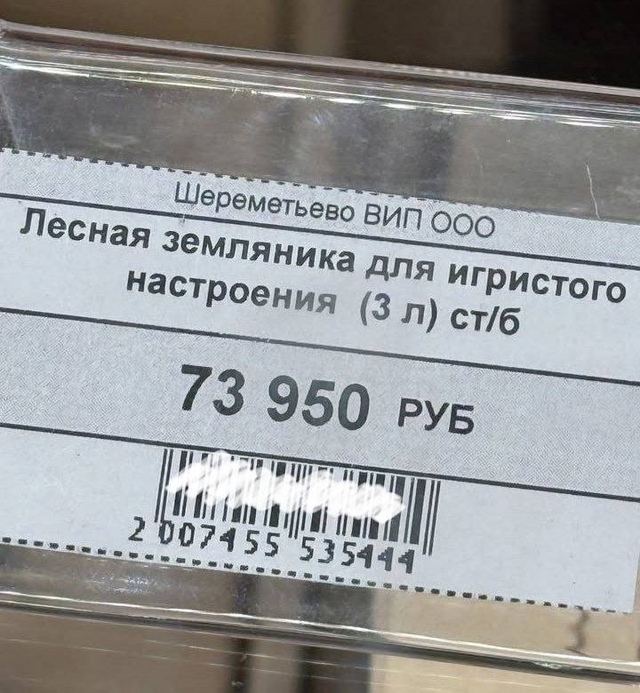 Шереметьево ВИП ООО
Лесная земляника для игристого
настроения (3 л) ст/б
73 950 РУБ
2 007455 535444